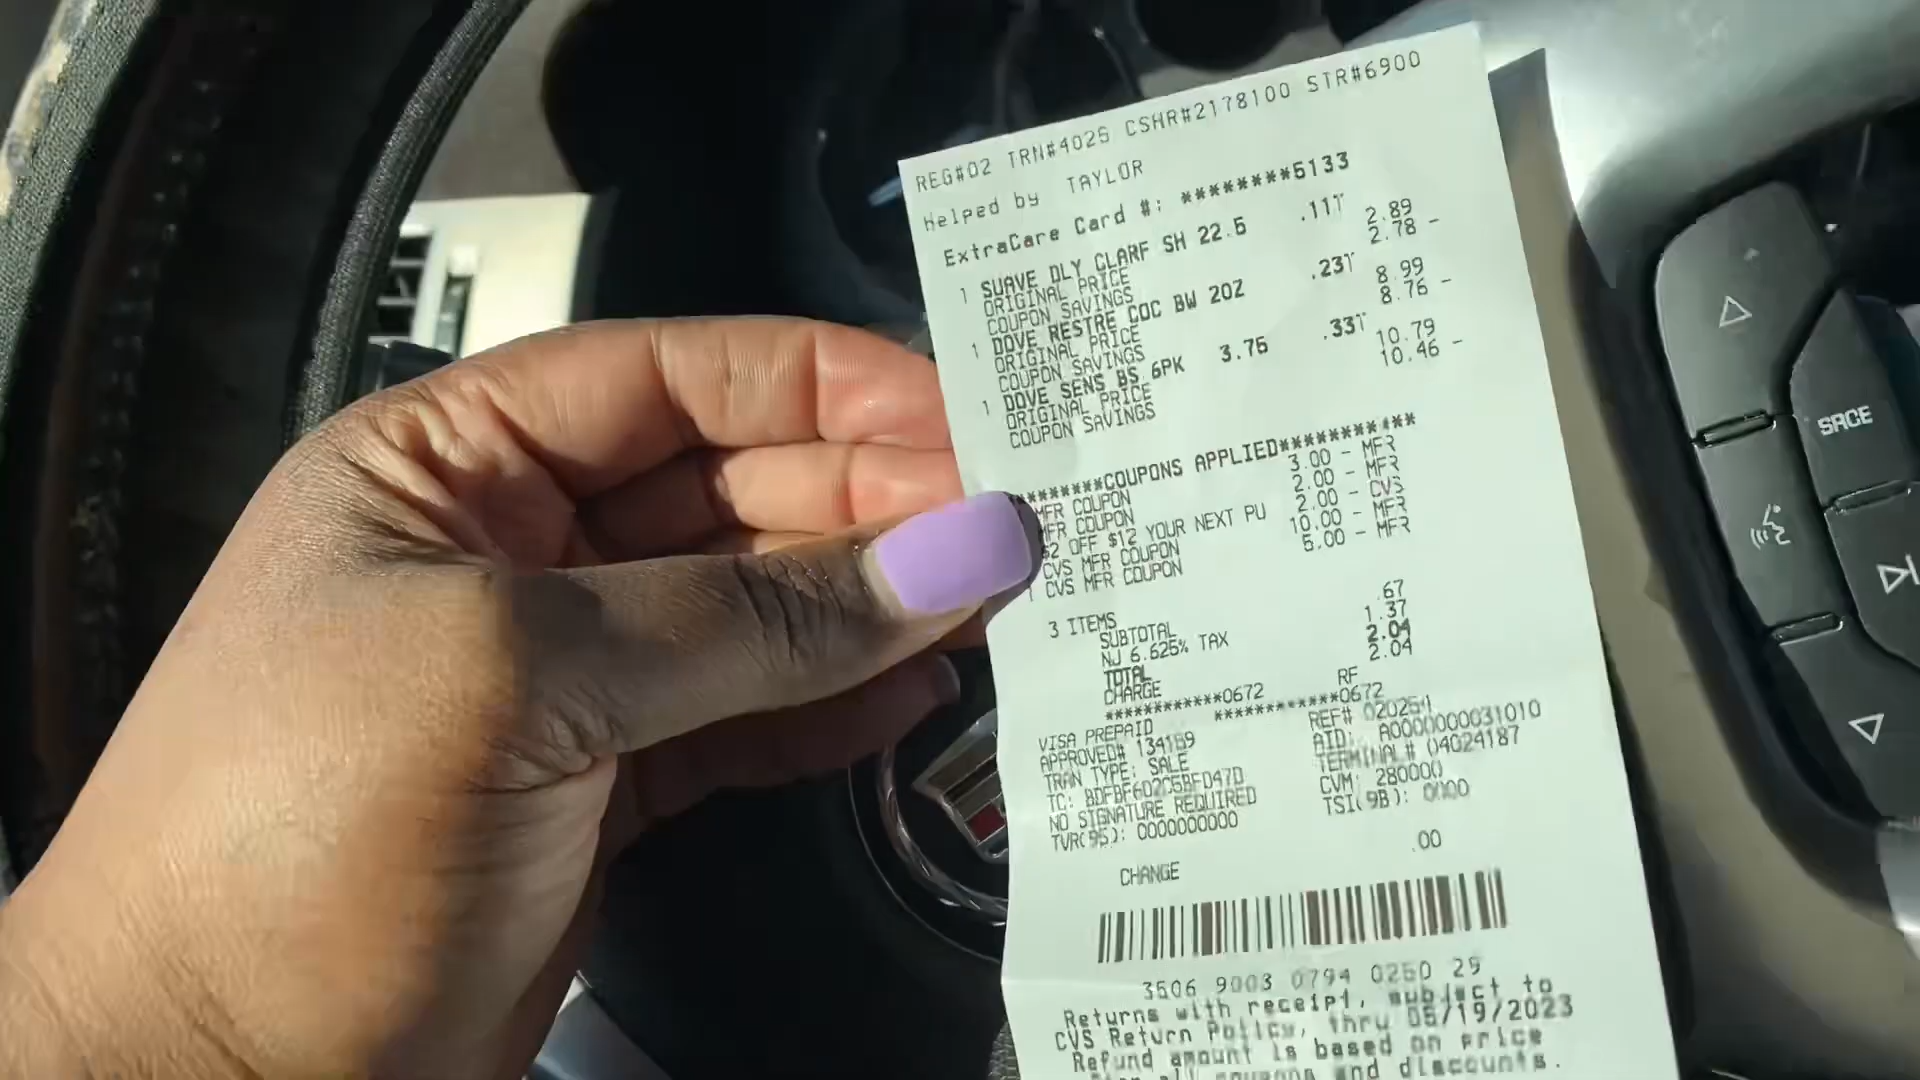 REG#02 TRN#4025 CSHR#2178100 STR#6900
Helped by TAYLOR
ExtraCare Card #: ********5133
1 SUAVE DLY CLARF SH 22.5 .11T
ORIGINAL PRICE 2.89
COUPON SAVINGS 2.78 -
1 DOVE RESTRE COC BW 20Z .23T
ORIGINAL PRICE 8.99
COUPON SAVINGS 8.76 -
1 DOVE SENS BS 6PK 3.75 .33T
ORIGINAL PRICE 10.79
COUPON SAVINGS 10.46 -
********COUPONS APPLIED***********
MFR COUPON 3.00 - MFR
MFR COUPON 2.00 - MFR
$2 OFF $12 YOUR NEXT PU 2.00 - CVS
CVS MFR COUPON 10.00 - MFR
1 CVS MFR COUPON 5.00 - MFR
3 ITEMS
SUBTOTAL .67
NJ 6.625% TAX 1.37
TOTAL 2.04
CHARGE 2.04
************0672 RF
VISA PREPAID ************0672
APPROVED# 134189 REF#
TRAN TYPE: SALE AID: A0000000031010
TC: TERMINAL# 04024187
NO SIGNATURE REQUIRED CVM: 280000
TVR(95): 0000000000 TSI(9B): 0000
CHANGE .00
3506 9003 0794 0250 29
Returns with receipt, subject to
CVS Return Policy, thru 05/19/2023
Refund amount is based on price
after all coupons and discounts.
SRCE